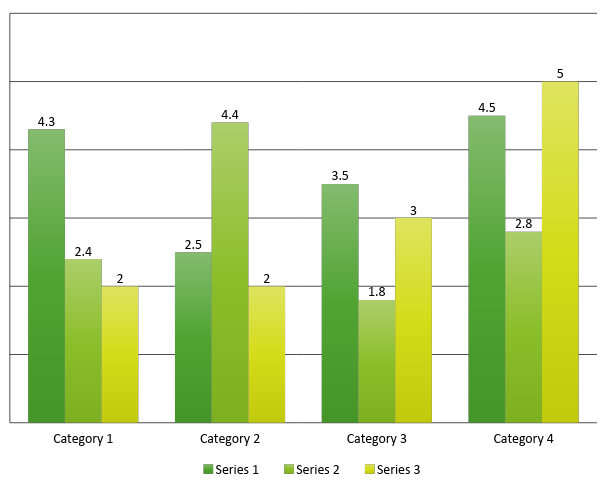 5
4.5
4.4
4.3
3.5
3
2.8
2.5
2.4
2
2
1.8
Category 1
Category 2
Category 3
Category 4
Series 1
Series 2
Series 3